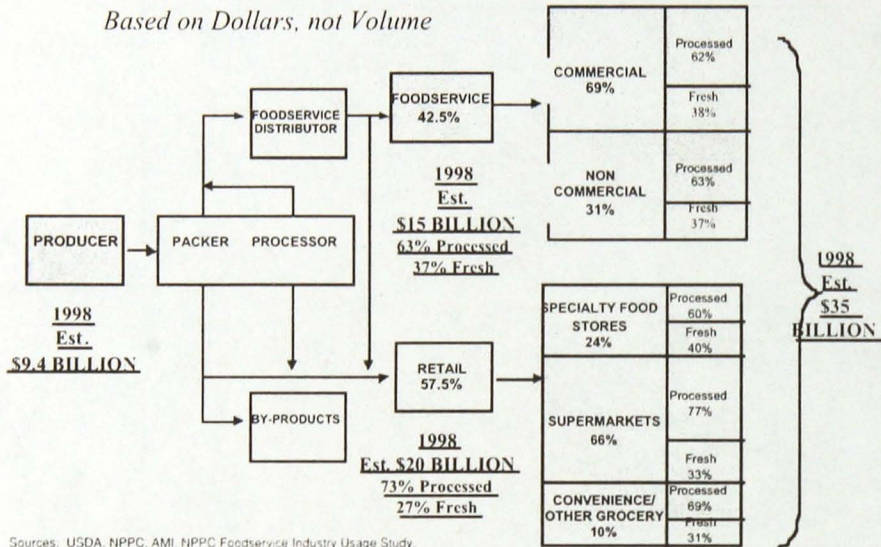 Based on Dollars, not Volume
PRODUCER
1998
Est.
$9.4 BILLION
PACKER PROCESSOR
FOODSERVICE
DISTRIBUTOR
BY-PRODUCTS
FOODSERVICE
42.5%
1998
Est.
$15 BILLION
63% Processed
37% Fresh
RETAIL
57.5%
1998
Est. $20 BILLION
73% Processed
27% Fresh
COMMERCIAL
69%
Processed
62%
Fresh
38%
NON
COMMERCIAL
31%
Processed
63%
Fresh
37%
SPECIALTY FOOD
STORES
24%
Processed
60%
Fresh
40%
SUPERMARKETS
66%
Processed
77%
Fresh
33%
CONVENIENCE/
OTHER GROCERY
10%
Processed
69%
Fresh
31%
1998
Est.
$35
BILLION
Sources: USDA, NPPC, AMI, NPPC Foodservice Industry Usage Study.